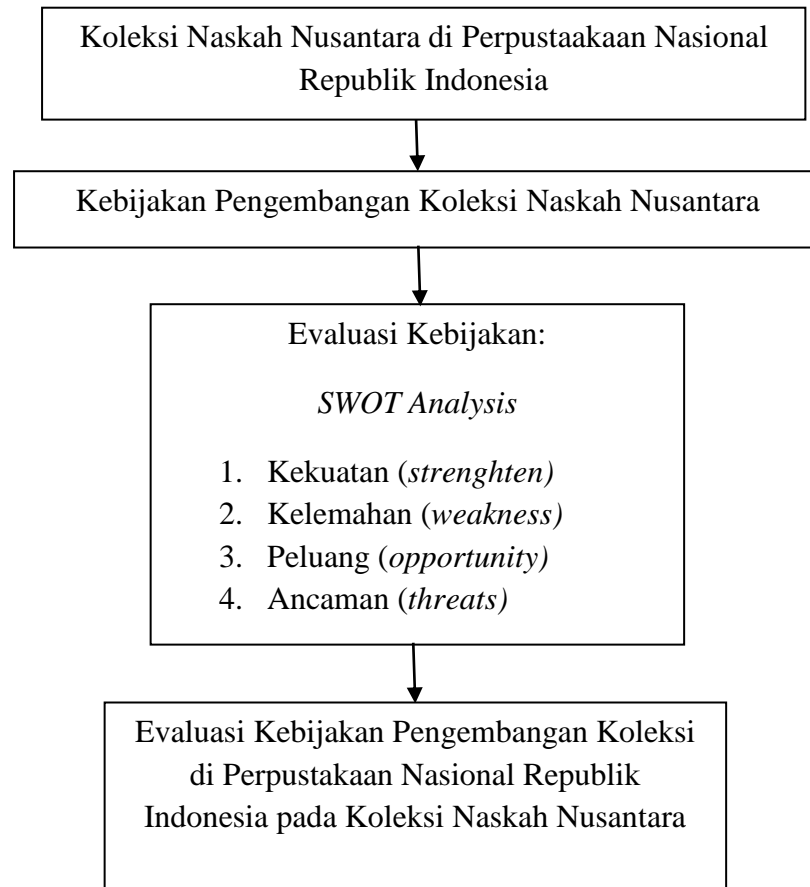 Koleksi Naskah Nusantara di Perpustaakaan Nasional
Republik Indonesia
Kebijakan Pengembangan Koleksi Naskah Nusantara
Evaluasi Kebijakan:
SWOT Analysis
1. Kekuatan (strenghten)
2. Kelemahan (weakness)
3. Peluang (opportunity)
4. Ancaman (threats)
Evaluasi Kebijakan Pengembangan Koleksi
di Perpustakaan Nasional Republik
Indonesia pada Koleksi Naskah Nusantara